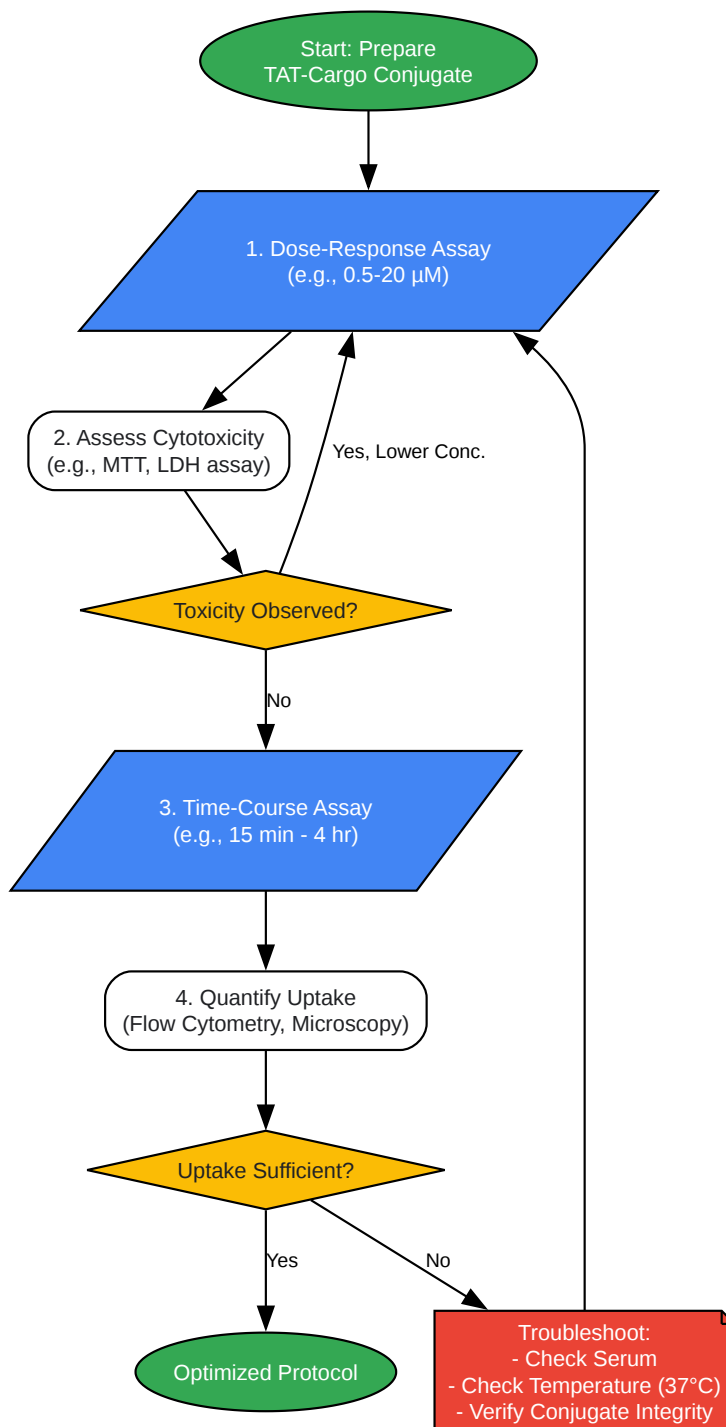 Start: Prepare
TAT-Cargo Conjugate
1. Dose-Response Assay
(e.g., 0.5-20 µM)
2. Assess Cytotoxicity
(e.g., MTT, LDH assay)
Yes, Lower Conc.
Toxicity Observed?
No
3. Time-Course Assay
(e.g., 15 min - 4 hr)
4. Quantify Uptake
(Flow Cytometry, Microscopy)
Uptake Sufficient?
Yes
No
Optimized Protocol
Troubleshoot:
- Check Serum
- Check Temperature (37°C)
- Verify Conjugate Integrity